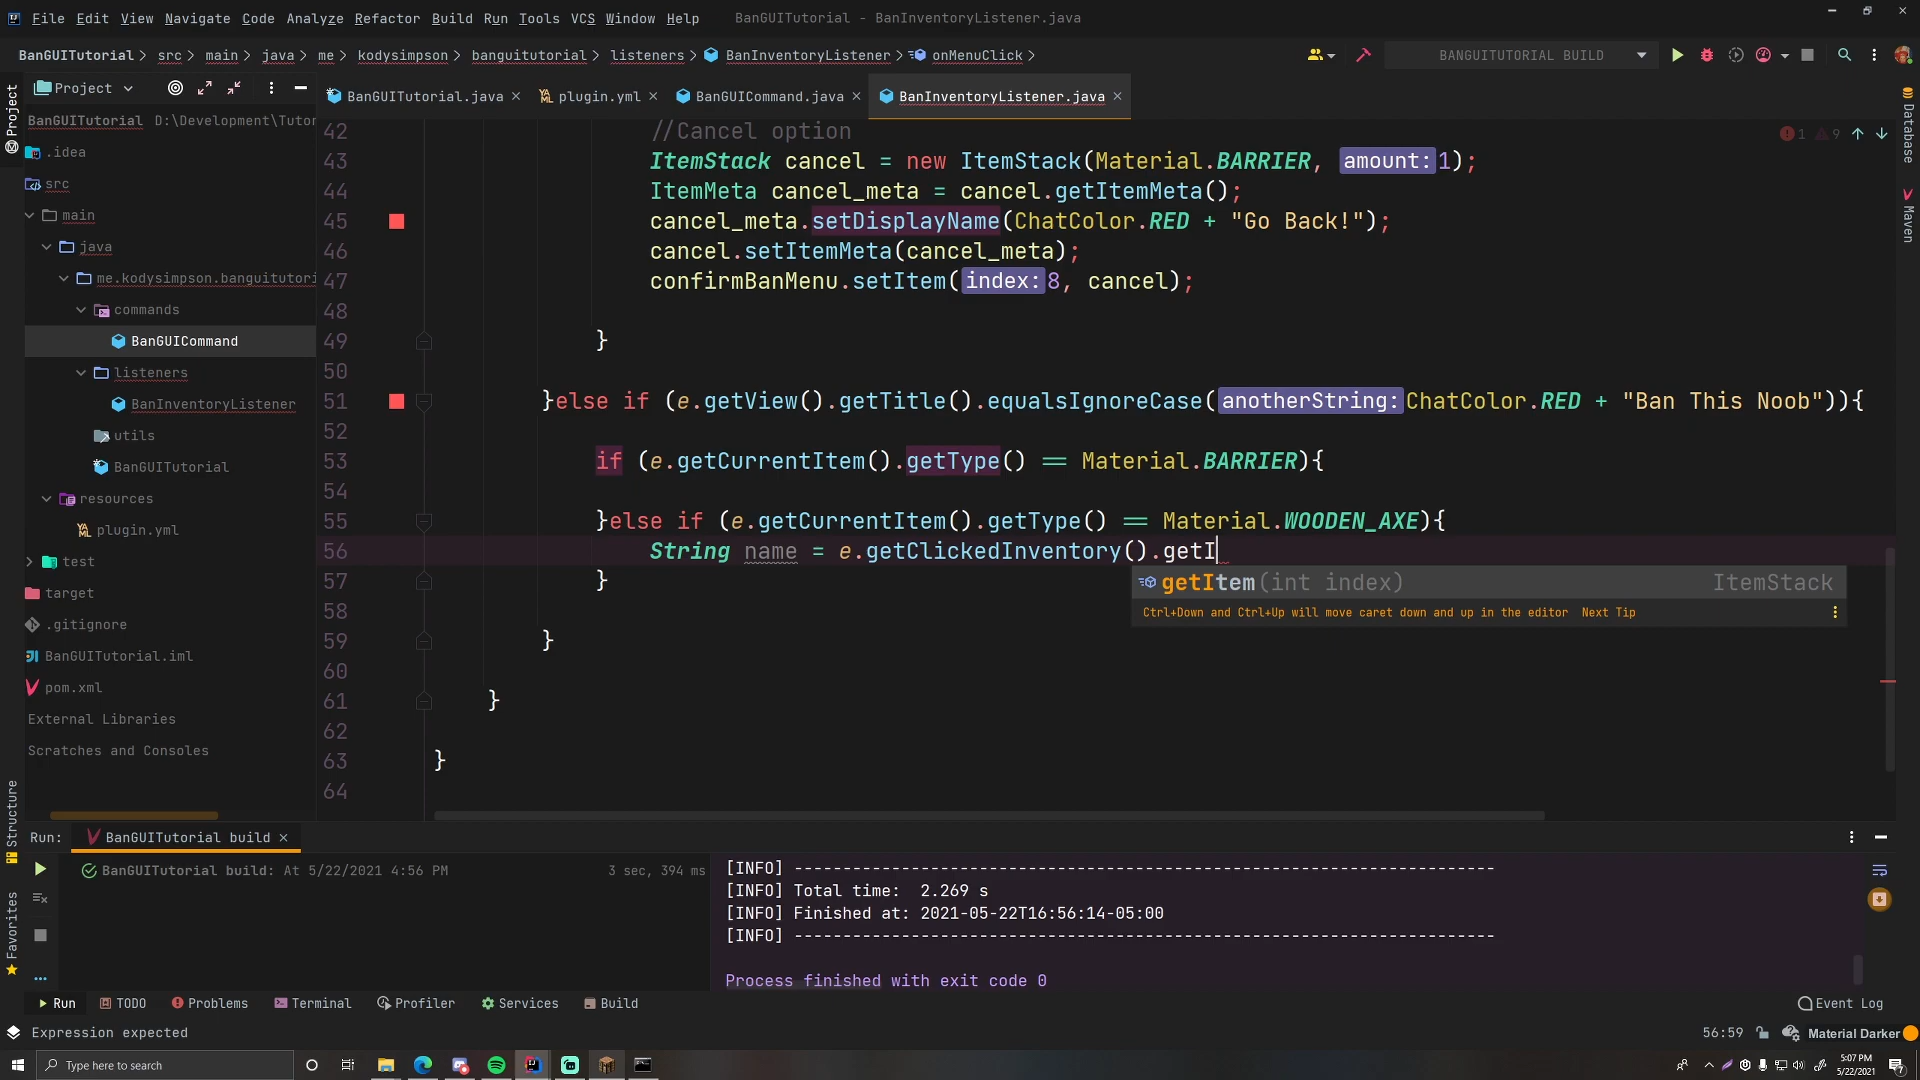 File Edit View Navigate Code Analyze Refactor Build Run Tools VCS Window Help BanGUITutorial - BanInventoryListener.java
BanGUITutorial > src > main > java > me > kodysimpson > banguitutorial > listeners > BanInventoryListener > onMenuClick > BANGUITUTORIAL BUILD
Project
BanGUITutorial.java × plugin.yml × BanGUICommand.java × BanInventoryListener.java ×
Project
BanGUITutorial D:\Development\Tutor
.idea
src
main
java
me.kodysimpson.banguitutori
commands
BanGUICommand
listeners
BanInventoryListener
utils
BanGUITutorial
resources
plugin.yml
test
target
.gitignore
BanGUITutorial.iml
pom.xml
External Libraries
Scratches and Consoles
Structure
Favorites
1 9
42 //Cancel option
43 ItemStack cancel = new ItemStack(Material.BARRIER, amount: 1);
44 ItemMeta cancel_meta = cancel.getItemMeta();
45 cancel_meta.setDisplayName(ChatColor.RED + "Go Back!");
46 cancel.setItemMeta(cancel_meta);
47 confirmBanMenu.setItem( index: 8, cancel);
48
49 }
50
51 }else if (e.getView().getTitle().equalsIgnoreCase( anotherString: ChatColor.RED + "Ban This Noob")){
52
53 if (e.getCurrentItem().getType() == Material.BARRIER){
54
55 }else if (e.getCurrentItem().getType() == Material.WOODEN_AXE){
56 String name = e.getClickedInventory().getI
getItem(int index) ItemStack
Ctrl+Down and Ctrl+Up will move caret down and up in the editor Next Tip
57 }
58
59 }
60
61 }
62
63 }
64
Database
Maven
Run: BanGUITutorial build ×
BanGUITutorial build: At 5/22/2021 4:56 PM 3 sec, 394 ms
[INFO] ------------------------------------------------------------------------
[INFO] Total time:  2.269 s
[INFO] Finished at: 2021-05-22T16:56:14-05:00
[INFO] ------------------------------------------------------------------------
Process finished with exit code 0
Run TODO Problems Terminal Profiler Services Build Event Log
Expression expected 56:59 Material Darker
Type here to search
5:07 PM
5/22/2021
7